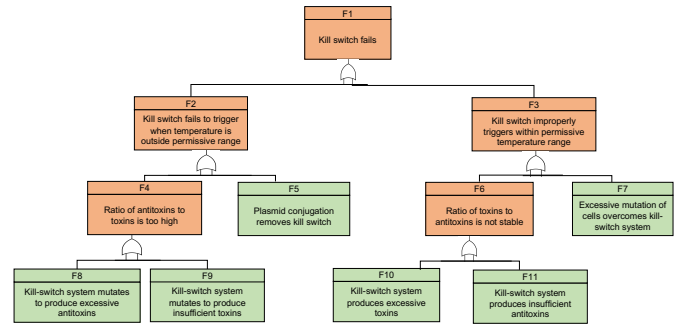 F1
Kill switch fails
F2
Kill switch fails to trigger
when temperature is
outside permissive range
F3
Kill switch improperly
triggers within permissive
temperature range
F4
Ratio of antitoxins to
toxins is too high
F5
Plasmid conjugation
removes kill switch
F6
Ratio of toxins to
antitoxins is not stable
F7
Excessive mutation of
cells overcomes kill-
switch system
F8
Kill-switch system mutates
to produce excessive
antitoxins
F9
Kill-switch system
mutates to produce
insufficient toxins
F10
Kill-switch system
produces excessive
toxins
F11
Kill-switch system
produces insufficient
antitoxins